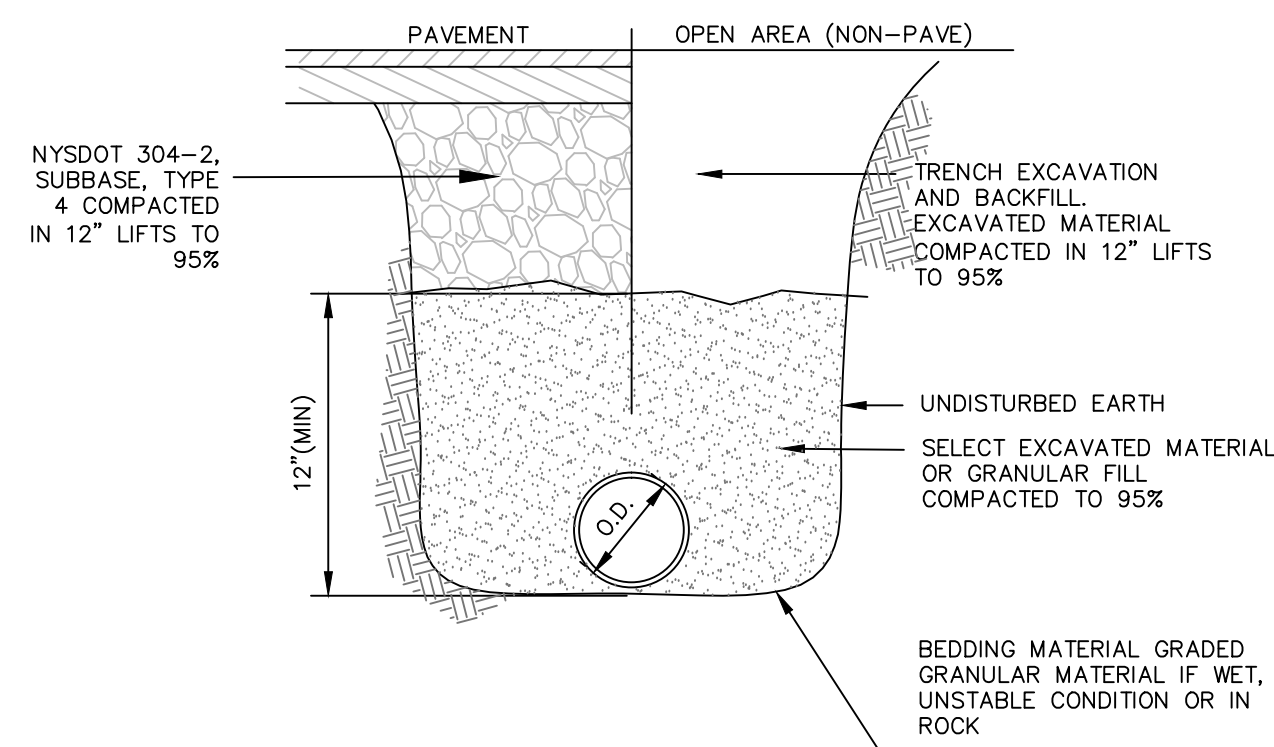 PAVEMENT
OPEN AREA (NON-PAVE)
NYSDOT 304-2,
SUBBASE, TYPE
4 COMPACTED
IN 12" LIFTS TO
95%
TRENCH EXCAVATION
AND BACKFILL.
EXCAVATED MATERIAL
COMPACTED IN 12" LIFTS
TO 95%
12"(MIN)
UNDISTURBED EARTH
SELECT EXCAVATED MATERIAL
OR GRANULAR FILL
COMPACTED TO 95%
O.D.
BEDDING MATERIAL GRADED
GRANULAR MATERIAL IF WET,
UNSTABLE CONDITION OR IN
ROCK